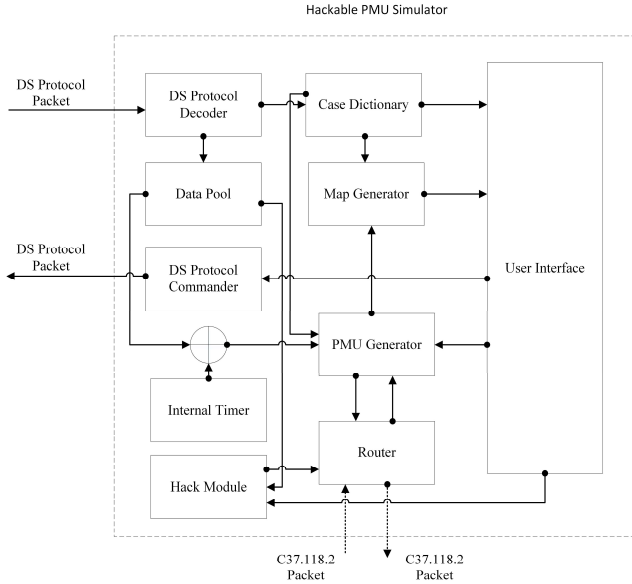 Hackable PMU Simulator
DS Protocol
Packet
DS Protocol
Decoder
Case Dictionary
Data Pool
Map Generator
DS Protocol
Packet
DS Protocol
Commander
User Interface
PMU Generator
Internal Timer
Router
Hack Module
C37.118.2
Packet
C37.118.2
Packet